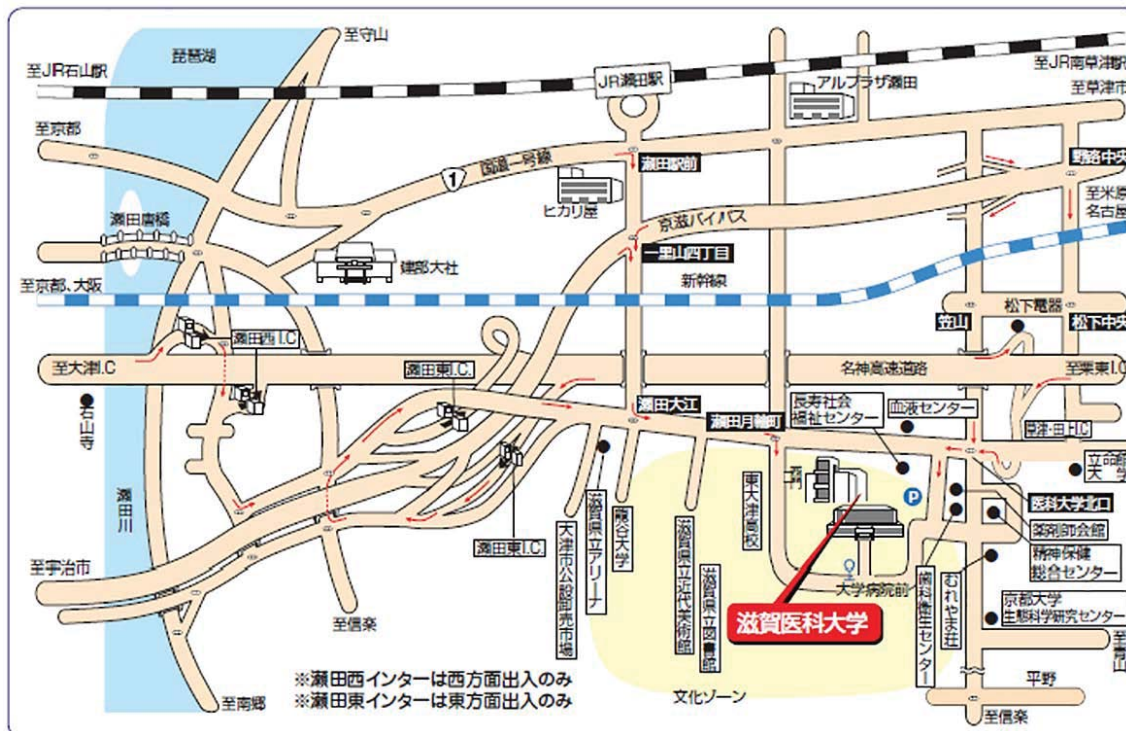 至守山
琵琶湖
至JR石山駅
JR瀬田駅
至JR南草津駅
アルプラザ瀬田
至草津市
至京都
国道一号線
1
瀬田駅前
野路中央
ヒカリ屋
京滋バイパス
至米原
名古屋
瀬田唐橋
一里山四丁目
建部大社
新幹線
至京都、大阪
松下電器
笠山
松下中央
瀬田西I.C
至大津I.C
瀬田東I.C.
名神高速道路
至栗東I.C
石山寺
瀬田大江
瀬田月輪町
長寿社会
福祉センター
血液センター
草津・田上I.C
立命館
大学
西門
P
医科大学北口
瀬田川
東大津高校
薬剤師会館
瀬田東I.C.
滋賀県立アリーナ
龍谷大学
大津市公設卸売市場
滋賀県立近代美術館
滋賀県立図書館
精神保健
総合センター
至宇治市
大学病院前
歯科衛生センター
むれやま荘
京都大学
生態科学研究センター
滋賀医科大学
至信楽
至青山
※瀬田西インターは西方面出入のみ
※瀬田東インターは東方面出入のみ
文化ゾーン
平野
至南郷
至信楽